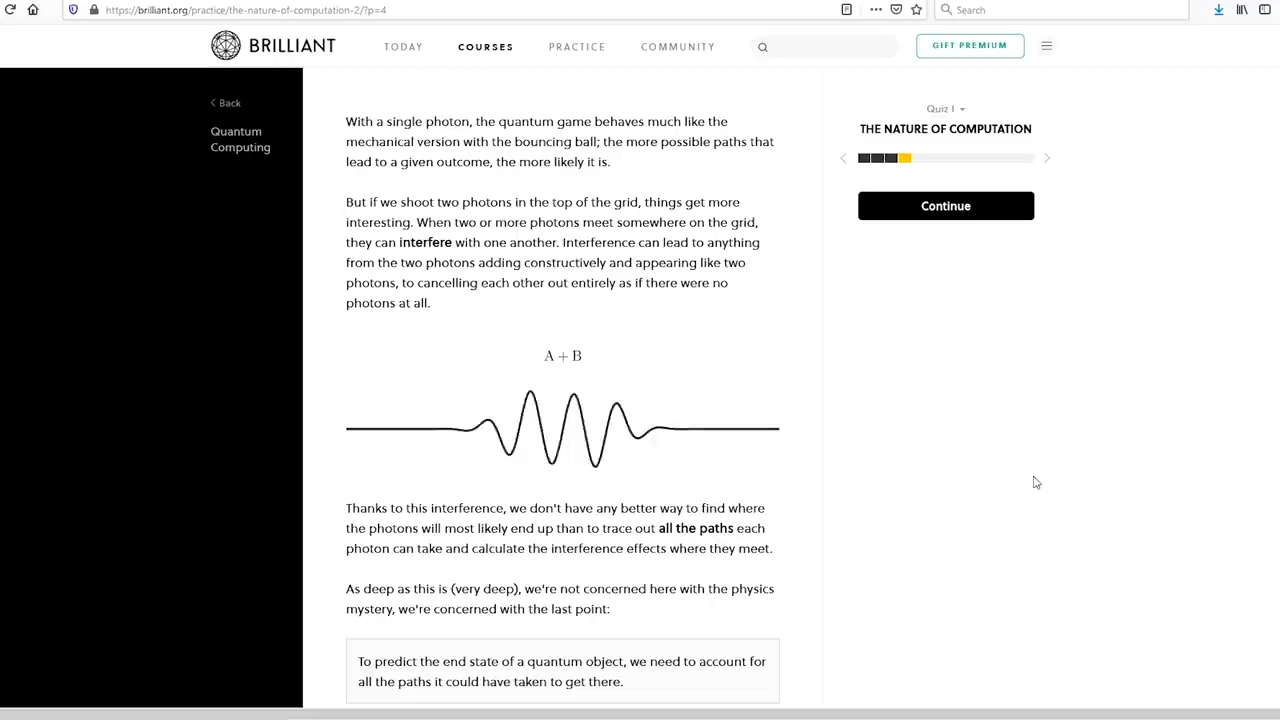 https://brilliant.org/practice/the-nature-of-computation-2/?p=4
Search
BRILLIANT
TODAY
COURSES
PRACTICE
COMMUNITY
GIFT PREMIUM
Back
Quantum
Computing
With a single photon, the quantum game behaves much like the
mechanical version with the bouncing ball; the more possible paths that
lead to a given outcome, the more likely it is.
But if we shoot two photons in the top of the grid, things get more
interesting. When two or more photons meet somewhere on the grid,
they can interfere with one another. Interference can lead to anything
from the two photons adding constructively and appearing like two
photons, to cancelling each other out entirely as if there were no
photons at all.
A + B
Thanks to this interference, we don't have any better way to find where
the photons will most likely end up than to trace out all the paths each
photon can take and calculate the interference effects where they meet.
As deep as this is (very deep), we're not concerned here with the physics
mystery, we're concerned with the last point:
To predict the end state of a quantum object, we need to account for
all the paths it could have taken to get there.
Quiz 1
THE NATURE OF COMPUTATION
Continue